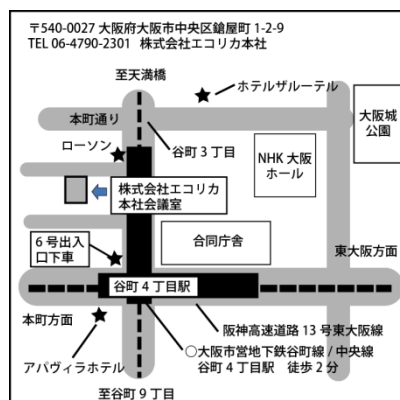 〒540-0027 大阪府大阪市中央区鎗屋町1-2-9
TEL 06-4790-2301 株式会社エコリカ本社
至天満橋
ホテルザルーテル
大阪城
公園
本町通り
ローソン
谷町3丁目
NHK大阪
ホール
株式会社エコリカ
本社会議室
6号出入
口下車
合同庁舎
東大阪方面
谷町4丁目駅
本町方面
阪神高速道路13号東大阪線
○大阪市営地下鉄谷町線/中央線
谷町4丁目駅 徒歩2分
アパヴィラホテル
至谷町9丁目